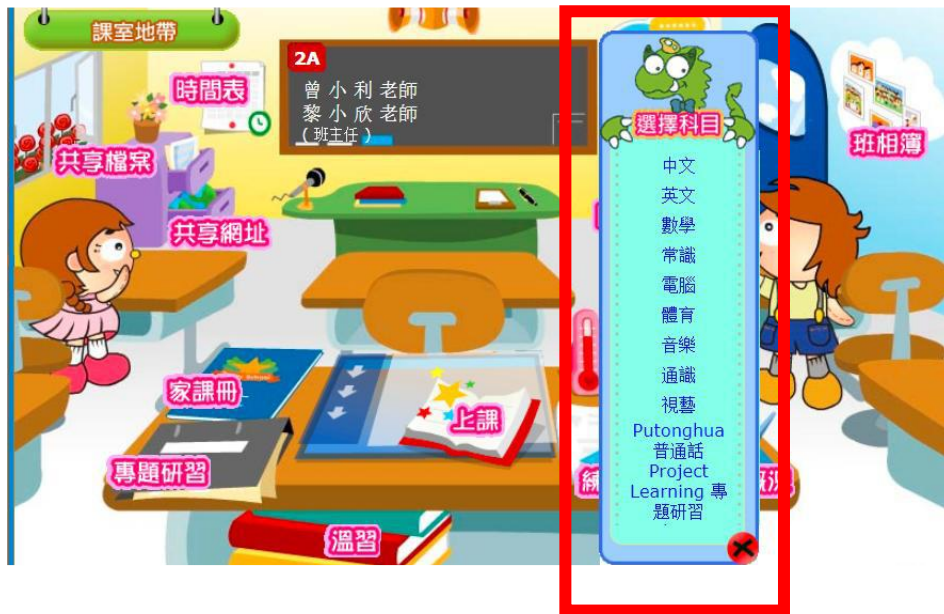 課室地帶
時間表
2A
曾小利 老師
黎小欣 老師
(班主任)
共享檔案
共享網址
班相簿
選擇科目
中文
英文
數學
常識
電腦
體育
音樂
通識
視藝
Putonghua
普通話
Project
Learning 專
題研習
家課冊
上課
專題研習
練
溫習